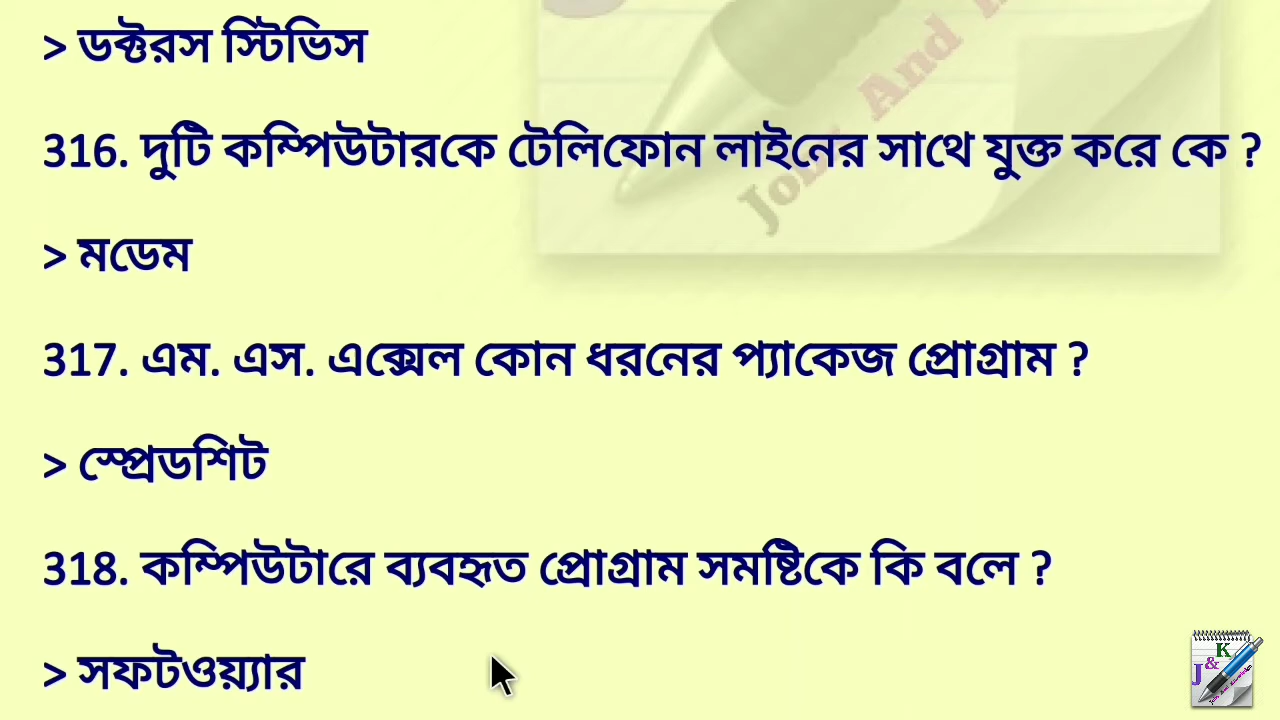 > ডক্টরস স্টিভিস
316. দুটি কম্পিউটারকে টেলিফোন লাইনের সাথে যুক্ত করে কে ?
> মডেম
317. এম. এস. এক্সেল কোন ধরনের প্যাকেজ প্রোগ্রাম ?
> স্প্রেডশিট
318. কম্পিউটারে ব্যবহৃত প্রোগ্রাম সমষ্টিকে কি বলে ?
> সফটওয়্যার
And
J & K